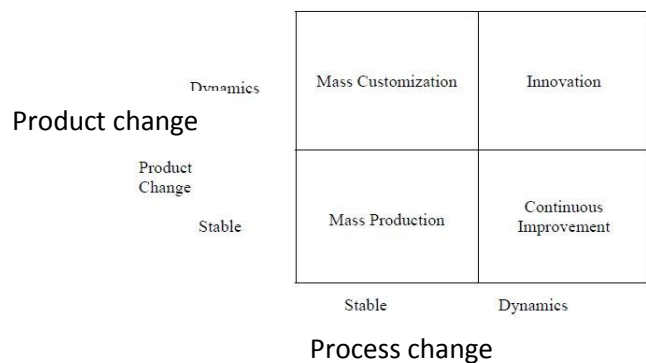 Dynamics
Mass Customization
Innovation
Product change
Product
Change
Stable
Mass Production
Continuous
Improvement
Stable
Dynamics
Process change